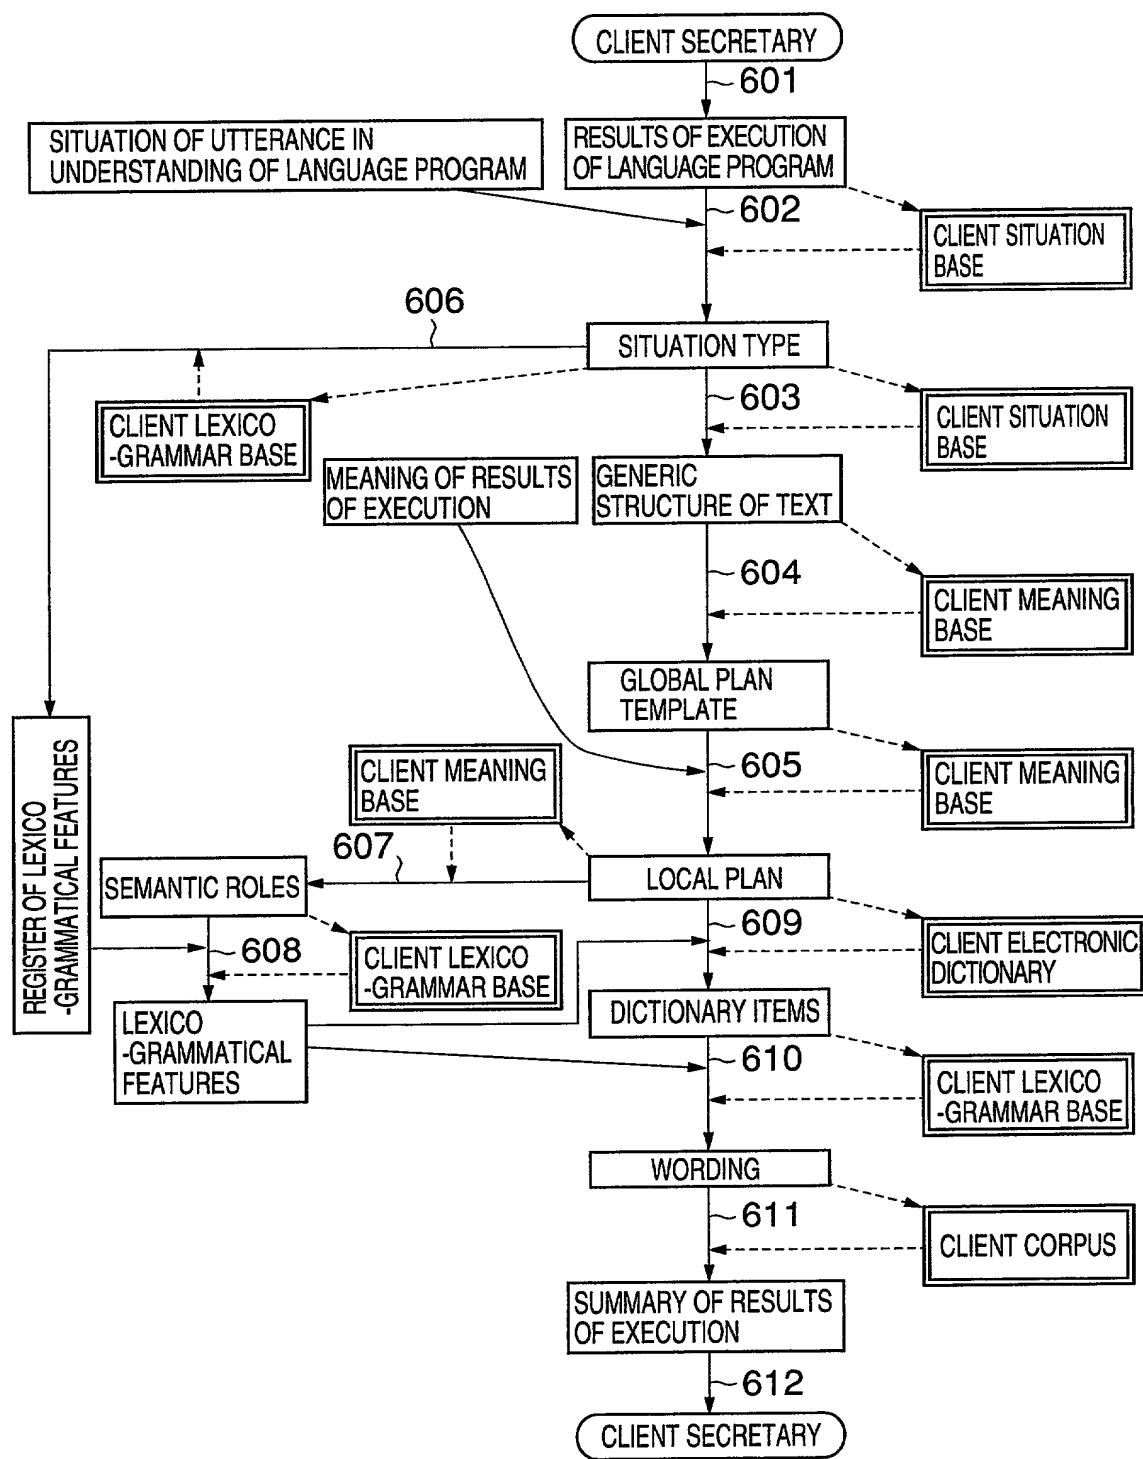 CLIENT SECRETARY
601
SITUATION OF UTTERANCE IN
UNDERSTANDING OF LANGUAGE PROGRAM
RESULTS OF EXECUTION
OF LANGUAGE PROGRAM
602
CLIENT SITUATION
BASE
606
SITUATION TYPE
603
CLIENT LEXICO
-GRAMMAR BASE
CLIENT SITUATION
BASE
MEANING OF RESULTS
OF EXECUTION
GENERIC
STRUCTURE OF TEXT
604
CLIENT MEANING
BASE
GLOBAL PLAN
TEMPLATE
REGISTER OF LEXICO
-GRAMMATICAL FEATURES
CLIENT MEANING
BASE
605
CLIENT MEANING
BASE
607
SEMANTIC ROLES
LOCAL PLAN
608
609
CLIENT LEXICO
-GRAMMAR BASE
CLIENT ELECTRONIC
DICTIONARY
LEXICO
-GRAMMATICAL
FEATURES
DICTIONARY ITEMS
610
CLIENT LEXICO
-GRAMMAR BASE
WORDING
611
CLIENT CORPUS
SUMMARY OF RESULTS
OF EXECUTION
612
CLIENT SECRETARY